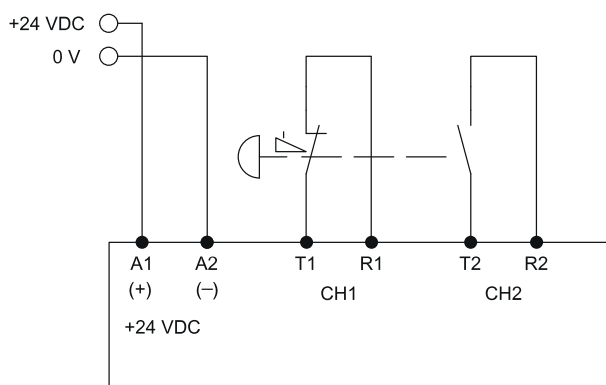 +24 VDC
0 V
A1 A2 T1 R1 T2 R2
(+) (–) CH1 CH2
+24 VDC